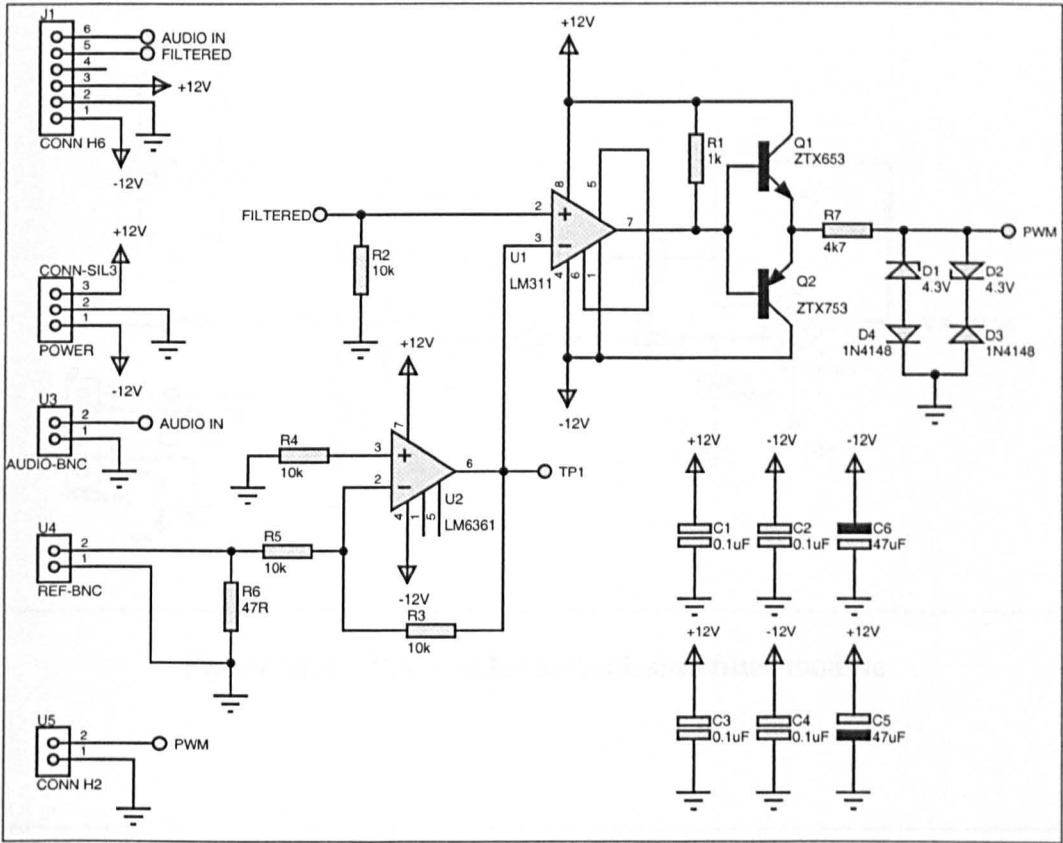 J1
6
AUDIO IN
5
FILTERED
4
3
+12V
2
1
CONN H6
-12V
+12V
CONN-SIL3
3
2
1
POWER
-12V
U3
2
AUDIO IN
1
AUDIO-BNC
U4
2
1
REF-BNC
U5
2
PWM
1
CONN H2
FILTERED
R2
10k
+12V
8
5
2
+
3
−
7
U1
4
6
1
LM311
-12V
R1
1k
Q1
ZTX653
Q2
ZTX753
R7
4k7
PWM
D1
4.3V
D2
4.3V
D4
1N4148
D3
1N4148
+12V
7
R4
10k
3
+
2
−
6
TP1
U2
4
1
5
LM6361
-12V
R5
10k
R6
47R
R3
10k
+12V
-12V
-12V
C1
0.1uF
C2
0.1uF
C6
47uF
+12V
-12V
+12V
C3
0.1uF
C4
0.1uF
C5
47uF